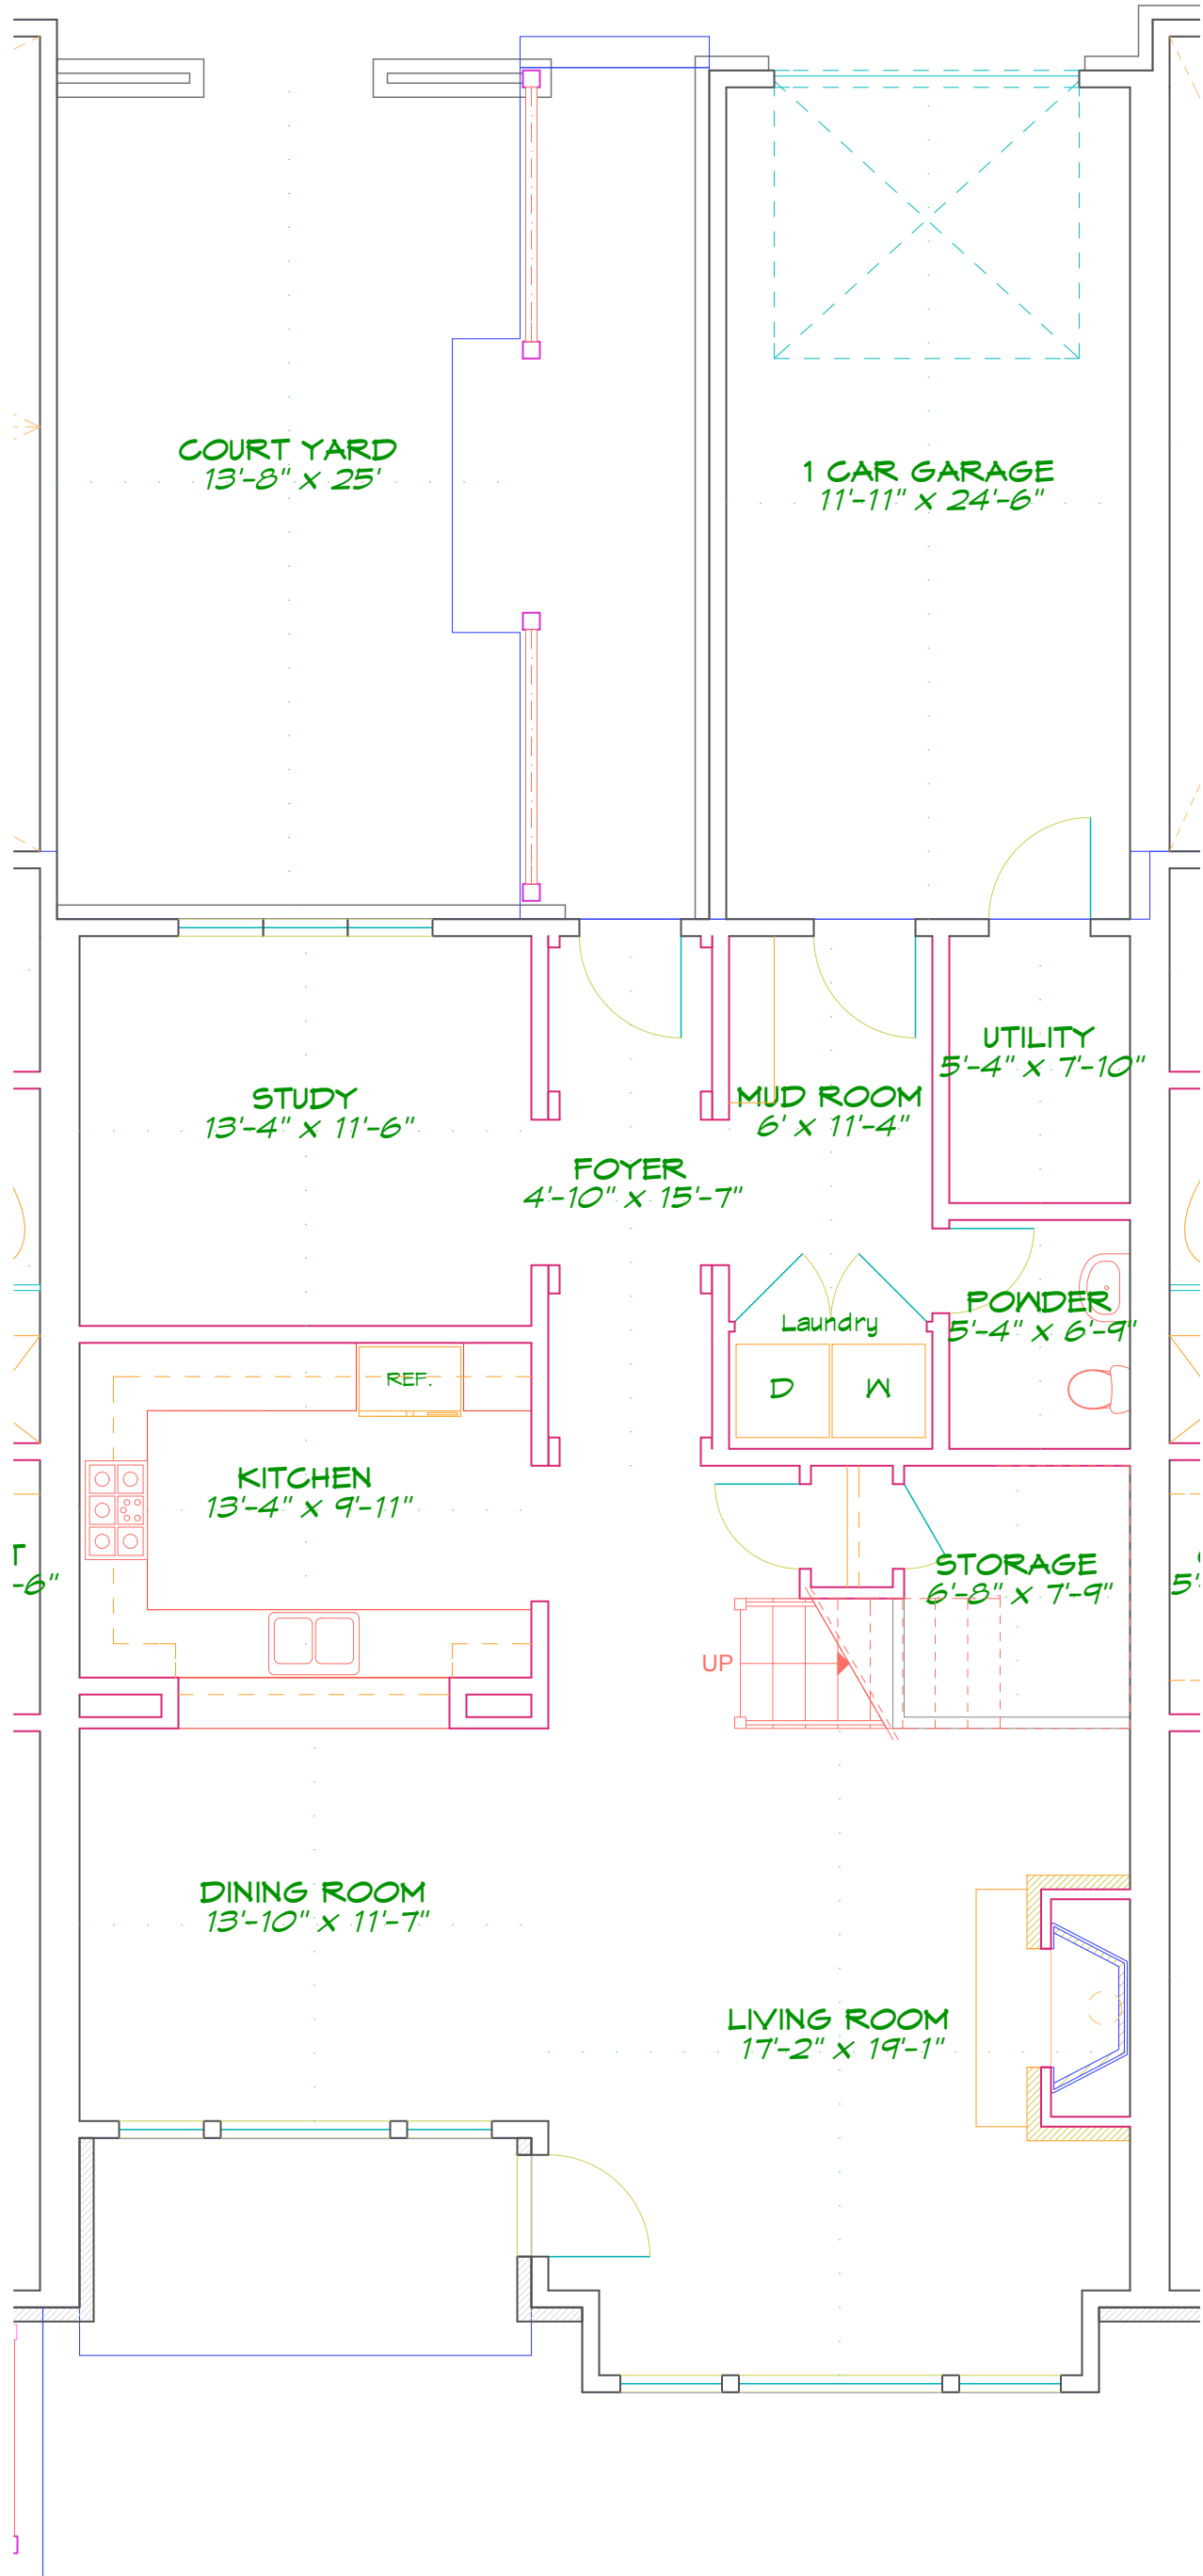 COURT YARD
13'-8" x 25'
1 CAR GARAGE
11'-11" x 24'-6"
UTILITY
5'-4" x 7'-10"
STUDY
13'-4" x 11'-6"
MUD ROOM
6' x 11'-4"
FOYER
4'-10" x 15'-7"
POWDER
5'-4" x 6'-9"
Laundry
D W
REF.
KITCHEN
13'-4" x 9'-11"
T
-6"
STORAGE
6'-8" x 7'-9"
5'-
UP
DINING ROOM
13'-10" x 11'-7"
LIVING ROOM
17'-2" x 19'-1"